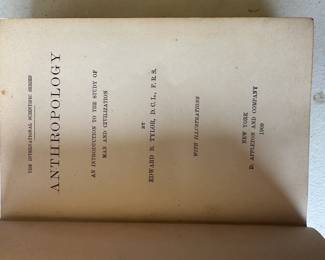 THE INTERNATIONAL SCIENTIFIC SERIES
ANTHROPOLOGY
AN INTRODUCTION TO THE STUDY OF
MAN AND CIVILIZATION
BY
EDWARD B. TYLOR, D.C.L., F.R.S.
WITH ILLUSTRATIONS
NEW YORK
D. APPLETON AND COMPANY
1909